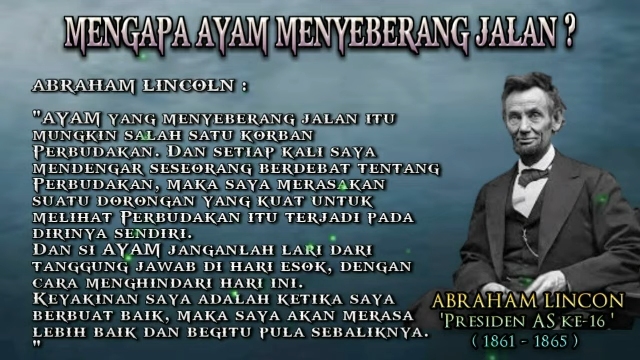 MENGAPA AYAM MENYEBERANG JALAN ?
ABRAHAM LINCOLN :
"AYAM YANG MENYEBERANG JALAN ITU
MUNGKIN SALAH SATU KORBAN
PERBUDAKAN. DAN SETIAP KALI SAYA
MENDENGAR SESEORANG BERDEBAT TENTANG
PERBUDAKAN, MAKA SAYA MERASAKAN
SUATU DORONGAN YANG KUAT UNTUK
MELIHAT PERBUDAKAN ITU TERJADI PADA
DIRINYA SENDIRI.
DAN SI AYAM JANGANLAH LARI DARI
TANGGUNG JAWAB DI HARI ESOK, DENGAN
CARA MENGHINDARI HARI INI.
KEYAKINAN SAYA ADALAH KETIKA SAYA
BERBUAT BAIK, MAKA SAYA AKAN MERASA
LEBIH BAIK DAN BEGITU PULA SEBALIKNYA.
"
ABRAHAM LINCON
'PRESIDEN AS KE-16 '
( 1861 - 1865 )